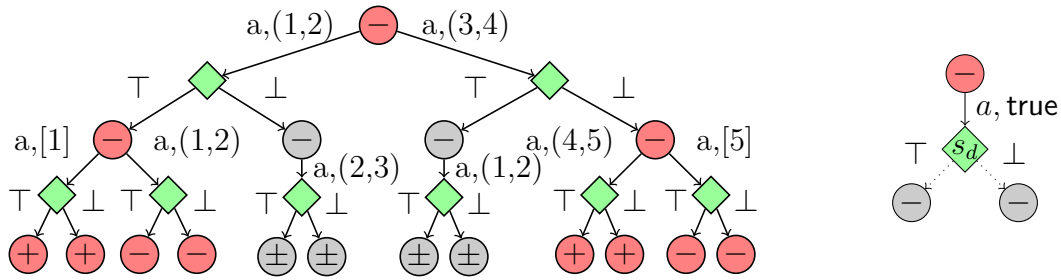 a,(1,2) − a,(3,4)
⊤ ⊥ ⊤ ⊥
− a, true
a,[1] − a,(1,2) − − a,(4,5) − a,[5]
a,(2,3) a,(1,2)
⊤ s_d ⊥
⊤ ⊥ ⊤ ⊥ ⊤ ⊥ ⊤ ⊥ ⊤ ⊥ ⊤ ⊥
− −
+ + − − ± ± ± ± + + − −